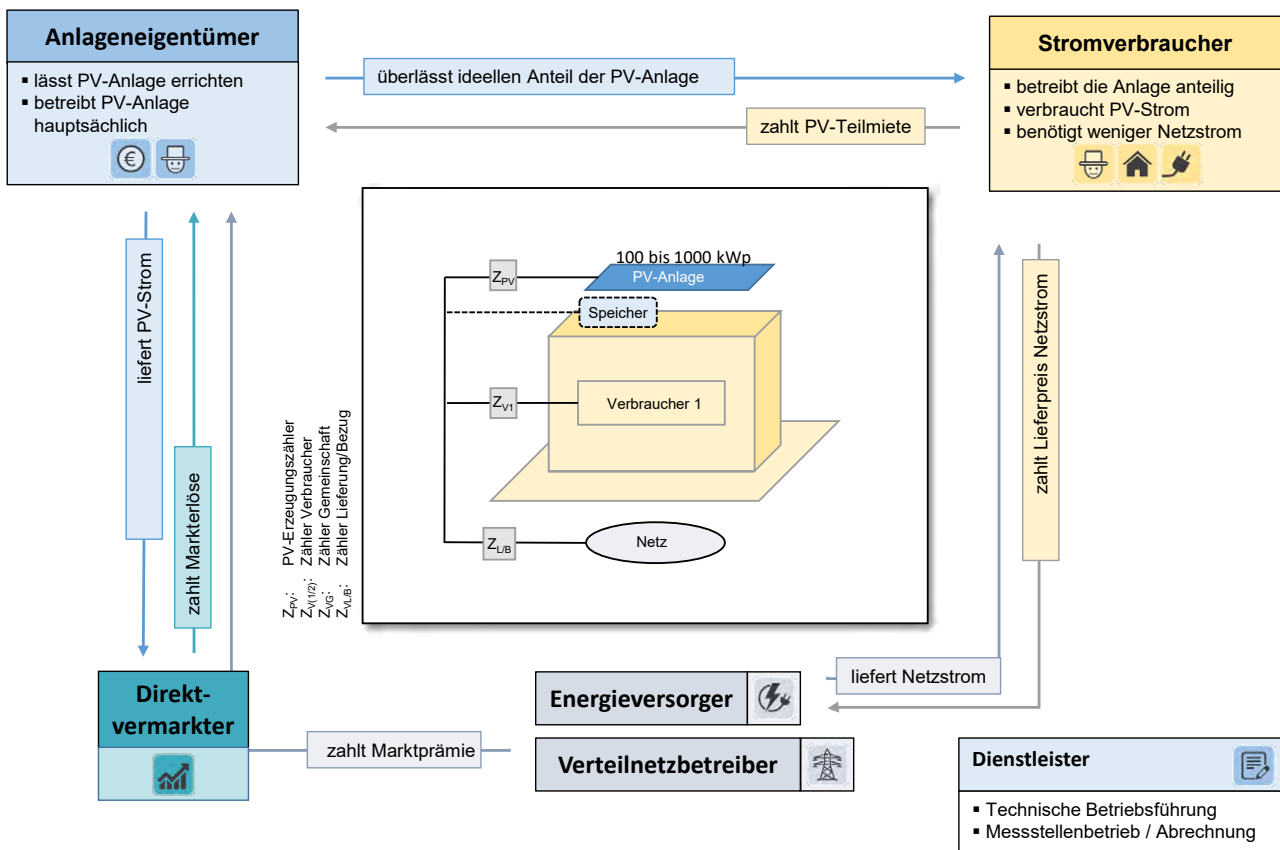 Anlageneigentümer
▪ lässt PV-Anlage errichten
▪ betreibt PV-Anlage
hauptsächlich
€
überlässt ideellen Anteil der PV-Anlage
zahlt PV-Teilmiete
Stromverbraucher
▪ betreibt die Anlage anteilig
▪ verbraucht PV-Strom
▪ benötigt weniger Netzstrom
liefert PV-Strom
zahlt Markterlöse
100 bis 1000 kWp
Z_PV
PV-Anlage
Speicher
Z_V1
Verbraucher 1
Z_L/B
Netz
Z_PV: PV-Erzeugungszähler
Z_V(1/2): Zähler Verbraucher
Z_VG: Zähler Gemeinschaft
Z_VL/B: Zähler Lieferung/Bezug
zahlt Lieferpreis Netzstrom
liefert Netzstrom
Direkt-
vermarkter
zahlt Marktprämie
Energieversorger
Verteilnetzbetreiber
Dienstleister
▪ Technische Betriebsführung
▪ Messstellenbetrieb / Abrechnung